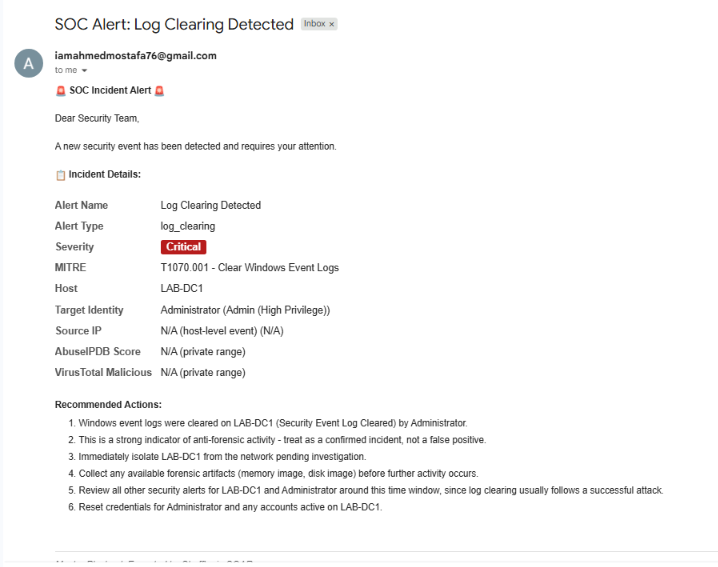 SOC Alert: Log Clearing Detected Inbox x
A
iamahmedmostafa76@gmail.com
to me
SOC Incident Alert
Dear Security Team,
A new security event has been detected and requires your attention.
Incident Details:
Alert Name Log Clearing Detected
Alert Type log_clearing
Severity Critical
MITRE T1070.001 - Clear Windows Event Logs
Host LAB-DC1
Target Identity Administrator (Admin (High Privilege))
Source IP N/A (host-level event) (N/A)
AbuseIPDB Score N/A (private range)
VirusTotal Malicious N/A (private range)
Recommended Actions:
1. Windows event logs were cleared on LAB-DC1 (Security Event Log Cleared) by Administrator.
2. This is a strong indicator of anti-forensic activity - treat as a confirmed incident, not a false positive.
3. Immediately isolate LAB-DC1 from the network pending investigation.
4. Collect any available forensic artifacts (memory image, disk image) before further activity occurs.
5. Review all other security alerts for LAB-DC1 and Administrator around this time window, since log clearing usually follows a successful attack.
6. Reset credentials for Administrator and any accounts active on LAB-DC1.